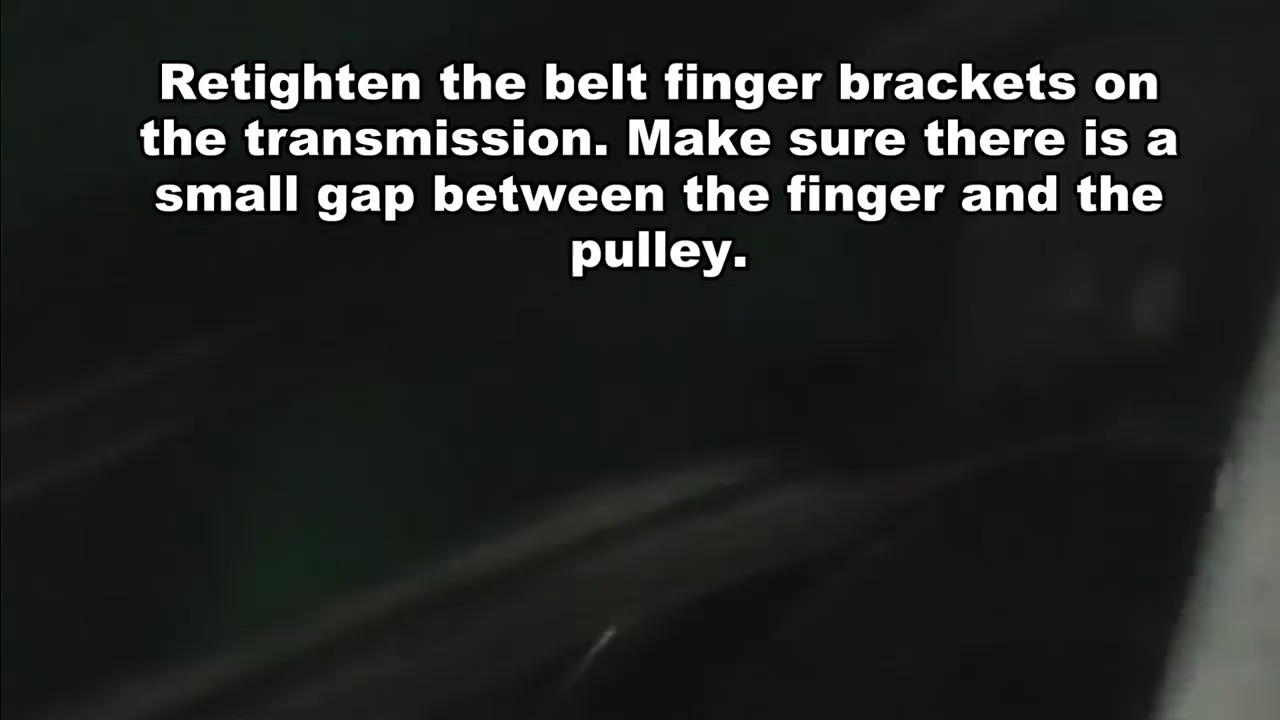 Retighten the belt finger brackets on
the transmission. Make sure there is a
small gap between the finger and the
pulley.